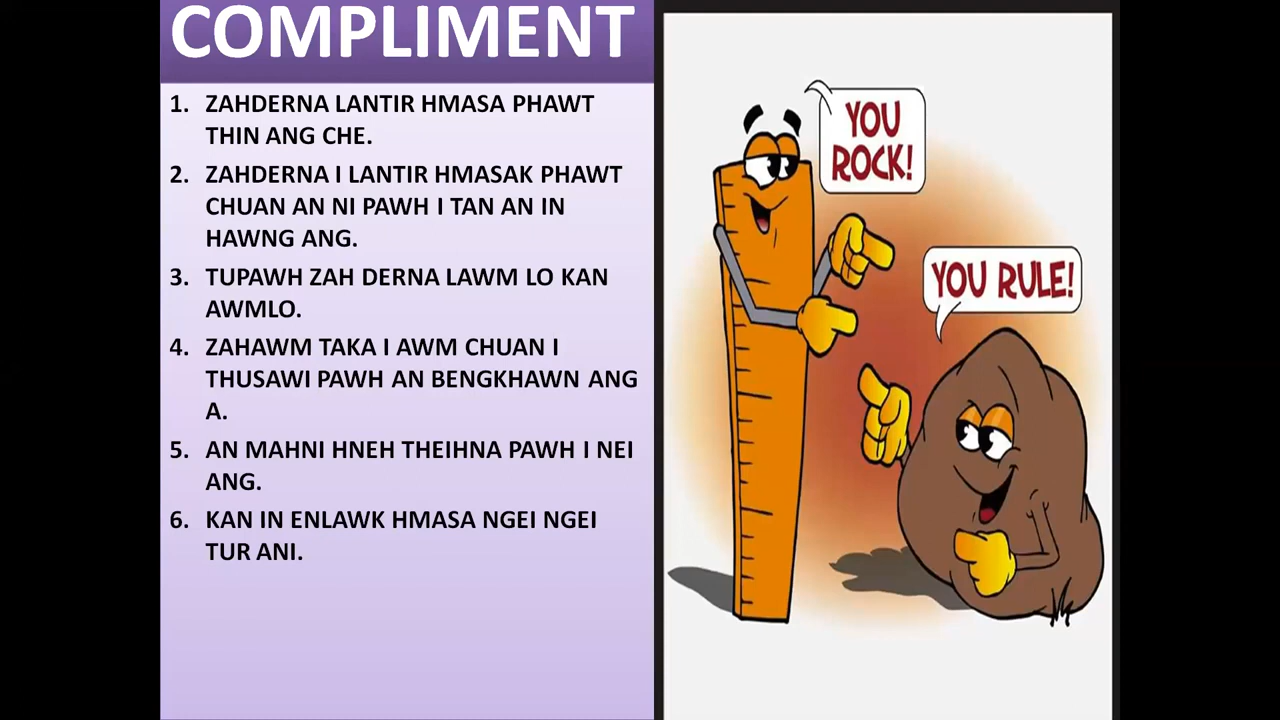 COMPLIMENT
1. ZAHDERNA LANTIR HMASA PHAWT
THIN ANG CHE.
2. ZAHDERNA I LANTIR HMASAK PHAWT
CHUAN AN NI PAWH I TAN AN IN
HAWNG ANG.
3. TUPAWH ZAH DERNA LAWM LO KAN
AWMLO.
4. ZAHAWM TAKA I AWM CHUAN I
THUSAWI PAWH AN BENGKHAWN ANG
A.
5. AN MAHNI HNEH THEIHNA PAWH I NEI
ANG.
6. KAN IN ENLAWK HMASA NGEI NGEI
TUR ANI.
YOU
ROCK!
YOU RULE!